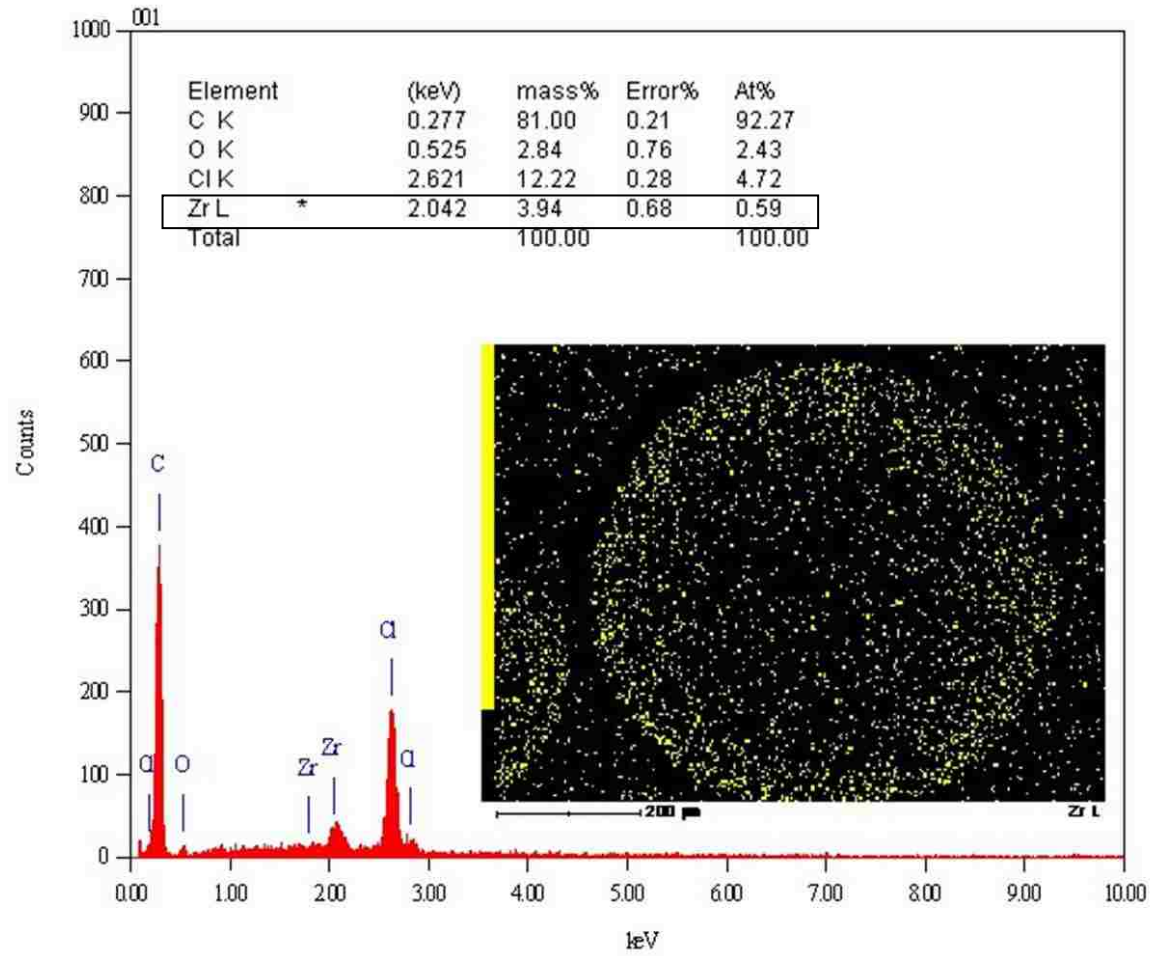 001
1000
900
800
700
600
500
400
300
200
100
0
Counts
Element (keV) mass% Error% At%
C K 0.277 81.00 0.21 92.27
O K 0.525 2.84 0.76 2.43
Cl K 2.621 12.22 0.28 4.72
Zr L * 2.042 3.94 0.68 0.59
Total 100.00 100.00
C
Cl
Cl O Zr Zr Cl
200 µm
Zr L
0.00 1.00 2.00 3.00 4.00 5.00 6.00 7.00 8.00 9.00 10.00
keV